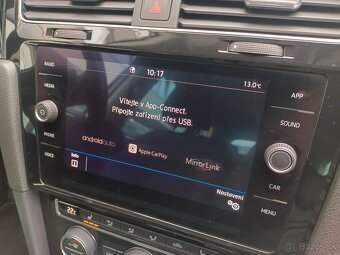 RADIO
MEDIA
PHONE
VOICE
10:17
13.0°C
Vítejte v App-Connect.
Připojte zařízení přes USB.
androidauto
Apple CarPlay
MirrorLink
Info
Nastavení
APP
SOUND
CAR
MENU